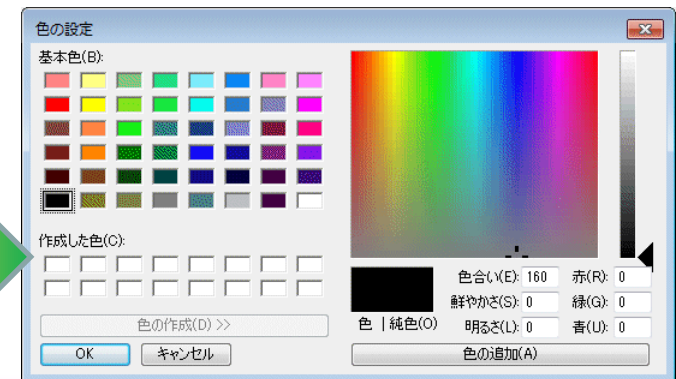 色の設定
基本色(B):
作成した色(C):
色の作成(D) >>
OK キャンセル
色 | 純色(O)
色合い(E): 160 赤(R): 0
鮮やかさ(S): 0 緑(G): 0
明るさ(L): 0 青(U): 0
色の追加(A)